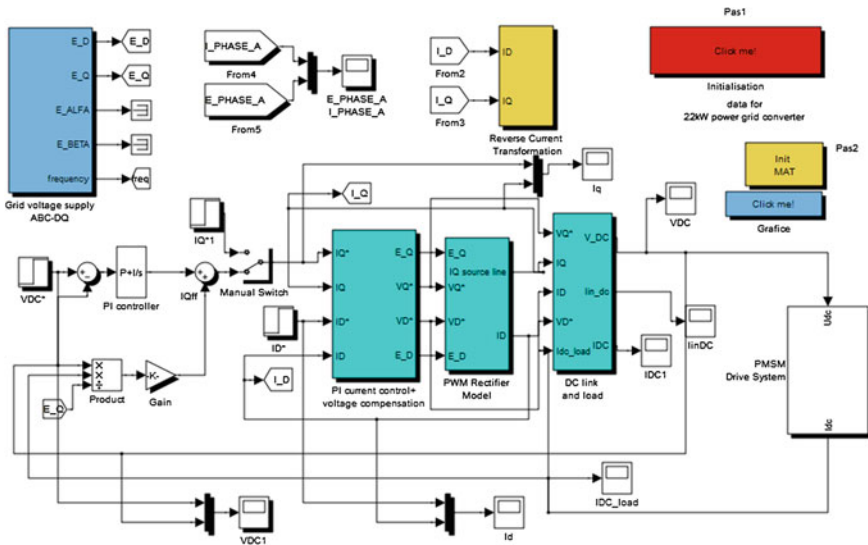 E_D
E_D
E_Q
E_Q
E_ALFA
E_BETA
frequency
freq
Grid voltage supply
ABC-DQ
I_PHASE_A
From4
E_PHASE_A
From5
E_PHASE_A
I_PHASE_A
I_D
From2
I_Q
From3
ID
IQ
Reverse Current
Transformation
Pas1
Click me!
Initialisation
data for
22kW power grid converter
Pas2
Init
MAT
Click me!
Grafice
I_Q
Iq
VDC
IQ*1
VDC*
P+I/s
PI controller
IQff
Manual Switch
ID*
I_D
IQ*
IQ
ID*
ID
E_Q
VQ*
VD*
E_D
PI current control+
voltage compensation
E_Q
VQ*
VD*
E_D
IQ source line
ID
PWM Rectifier
Model
VQ*
IQ
ID
VD*
Idc_load
V_DC
Iin_dc
IDC
DC link
and load
IinDC
IDC1
Udc
Idc
PMSM
Drive System
E_Q
Product
-K-
Gain
VDC1
Id
IDC_load